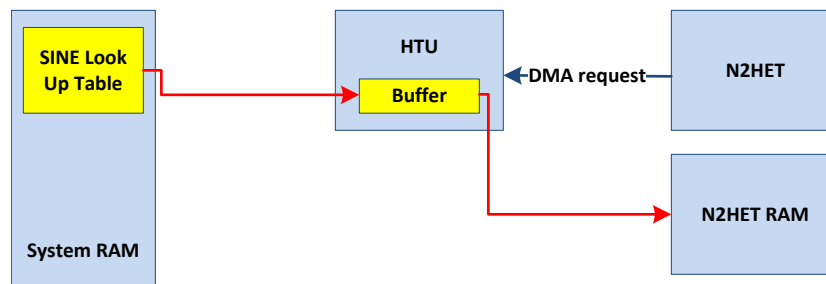 SINE Look
Up Table
System RAM
HTU
Buffer
DMA request
N2HET
N2HET RAM